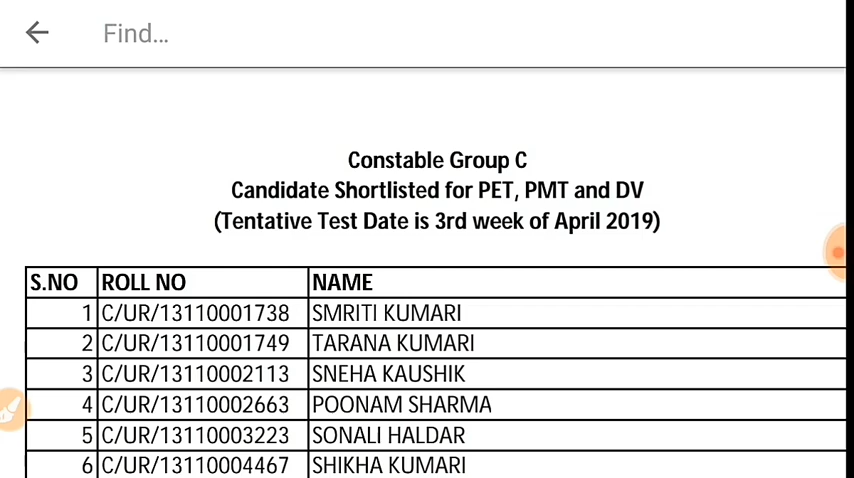 Find...
Constable Group C
Candidate Shortlisted for PET, PMT and DV
(Tentative Test Date is 3rd week of April 2019)
S.NO ROLL NO NAME
1 C/UR/13110001738 SMRITI KUMARI
2 C/UR/13110001749 TARANA KUMARI
3 C/UR/13110002113 SNEHA KAUSHIK
4 C/UR/13110002663 POONAM SHARMA
5 C/UR/13110003223 SONALI HALDAR
6 C/UR/13110004467 SHIKHA KUMARI